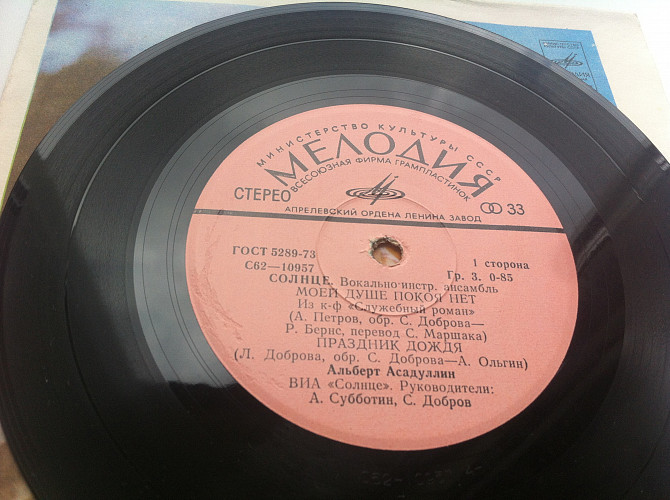 МИНИСТЕРСТВО КУЛЬТУРЫ СССР
МЕЛОДИЯ
ВСЕСОЮЗНАЯ ФИРМА ГРАМПЛАСТИНОК
СТЕРЕО
33
АПРЕЛЕВСКИЙ ОРДЕНА ЛЕНИНА ЗАВОД
ГОСТ 5289-73
1 сторона
С62—10957
Гр. 3. 0-85
СОЛНЦЕ. Вокально-инстр. ансамбль
МОЕЙ ДУШЕ ПОКОЯ НЕТ
Из к-ф «Служебный роман»
(А. Петров, обр. С. Доброва—
Р. Бернс, перевод С. Маршака)
ПРАЗДНИК ДОЖДЯ
(Л. Доброва, обр. С. Доброва—А. Ольгин)
Альберт Асадуллин
ВИА «Солнце». Руководители:
А. Субботин, С. Добров